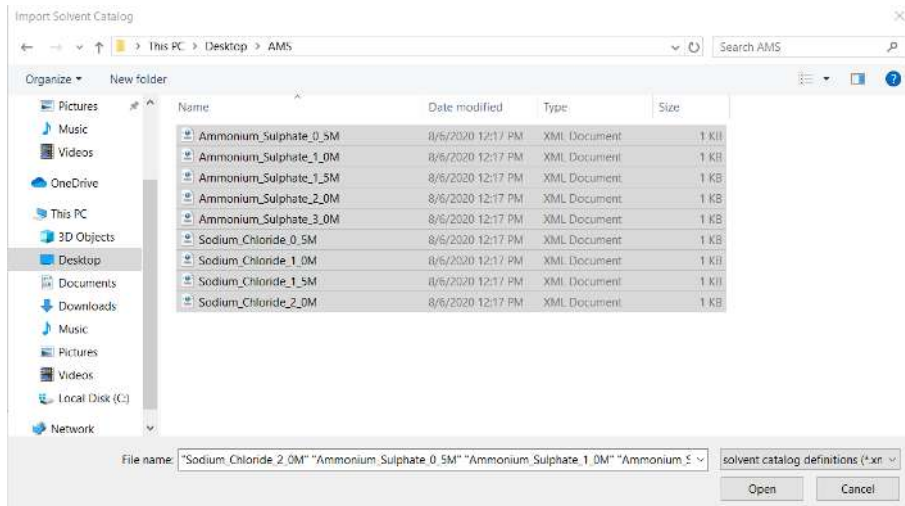 Import Solvent Catalog
This PC > Desktop > AMS
Search AMS
Organize New folder
Name Date modified Type Size
Pictures
Music
Videos
OneDrive
This PC
3D Objects
Desktop
Documents
Downloads
Music
Pictures
Videos
Local Disk (C:)
Network
Ammonium_Sulphate_0_5M 8/6/2020 12:17 PM XML Document 1 KB
Ammonium_Sulphate_1_0M 8/6/2020 12:17 PM XML Document 1 KB
Ammonium_Sulphate_1_5M 8/6/2020 12:17 PM XML Document 1 KB
Ammonium_Sulphate_2_0M 8/6/2020 12:17 PM XML Document 1 KB
Ammonium_Sulphate_3_0M 8/6/2020 12:17 PM XML Document 1 KB
Sodium_Chloride_0_5M 8/6/2020 12:17 PM XML Document 1 KB
Sodium_Chloride_1_0M 8/6/2020 12:17 PM XML Document 1 KB
Sodium_Chloride_1_5M 8/6/2020 12:17 PM XML Document 1 KB
Sodium_Chloride_2_0M 8/6/2020 12:17 PM XML Document 1 KB
File name: "Sodium_Chloride_2_0M" "Ammonium_Sulphate_0_5M" "Ammonium_Sulphate_1_0M" "Ammonium_S
solvent catalog definitions (*.xn
Open Cancel